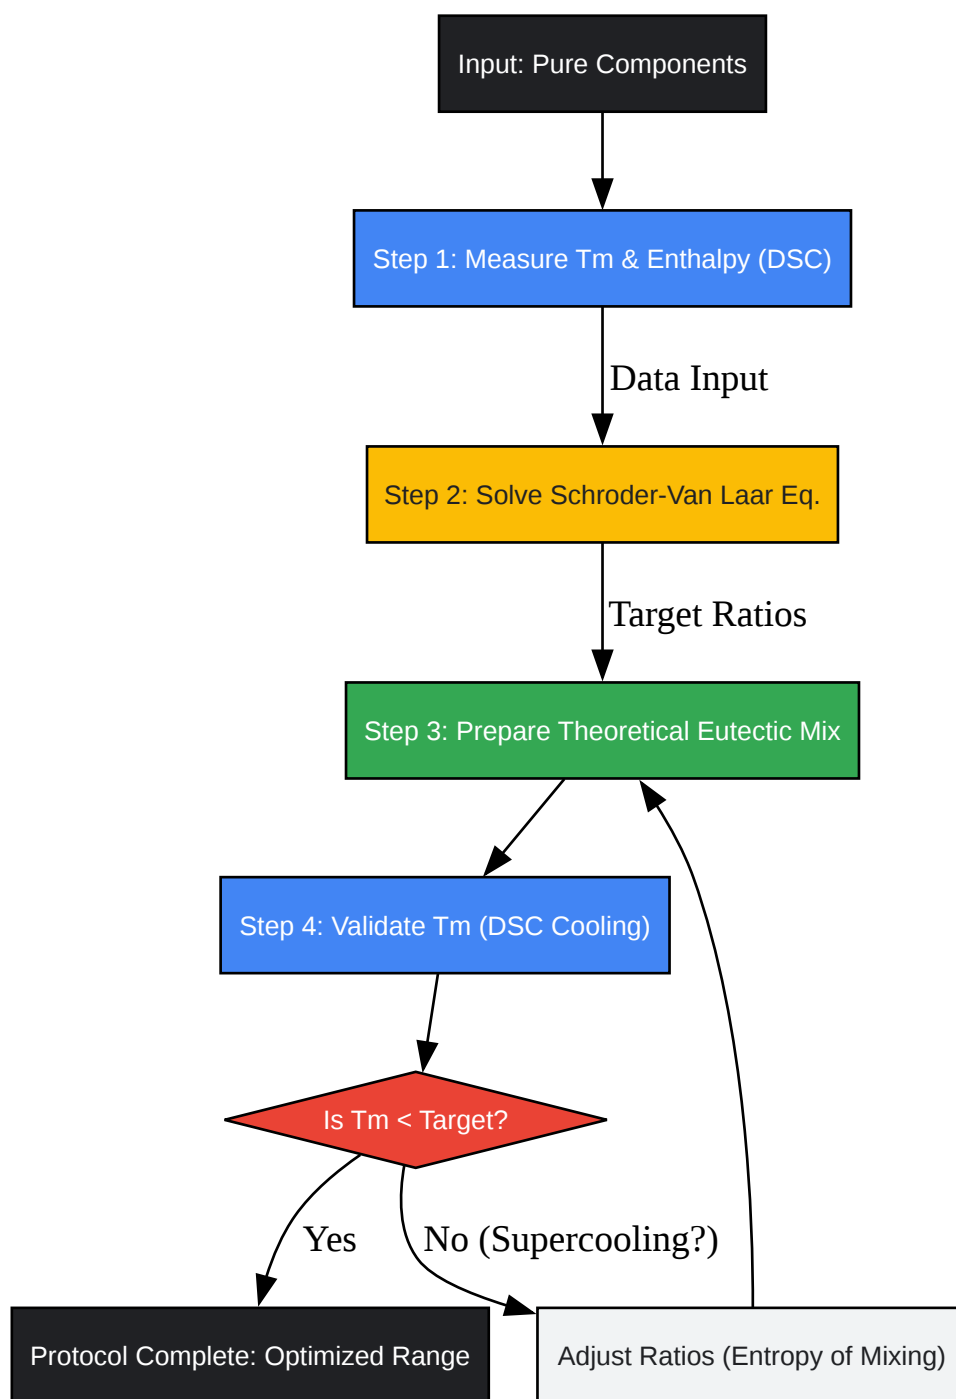 Input: Pure Components
Step 1: Measure Tm & Enthalpy (DSC)
Data Input
Step 2: Solve Schroder-Van Laar Eq.
Target Ratios
Step 3: Prepare Theoretical Eutectic Mix
Step 4: Validate Tm (DSC Cooling)
Is Tm < Target?
Yes
No (Supercooling?)
Protocol Complete: Optimized Range
Adjust Ratios (Entropy of Mixing)